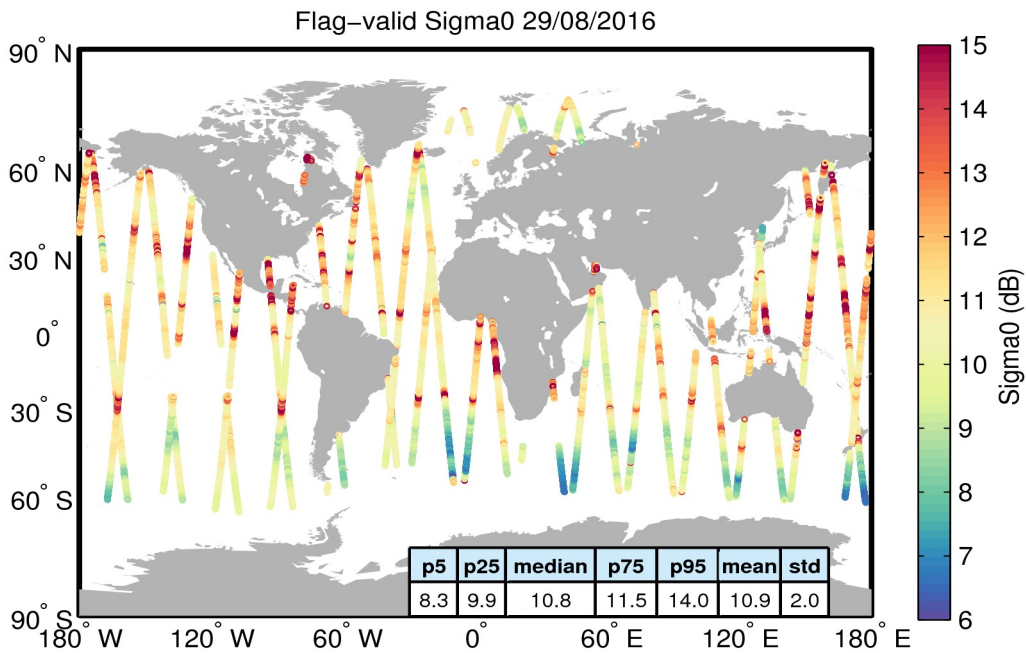 Flag−valid Sigma0 29/08/2016
90° N
60° N
30° N
0°
30° S
60° S
90° S
180° W
120° W
60° W
0°
60° E
120° E
180° E
p5 p25 median p75 p95 mean std
8.3 9.9 10.8 11.5 14.0 10.9 2.0
15
14
13
12
11
10
9
8
7
6
Sigma0 (dB)